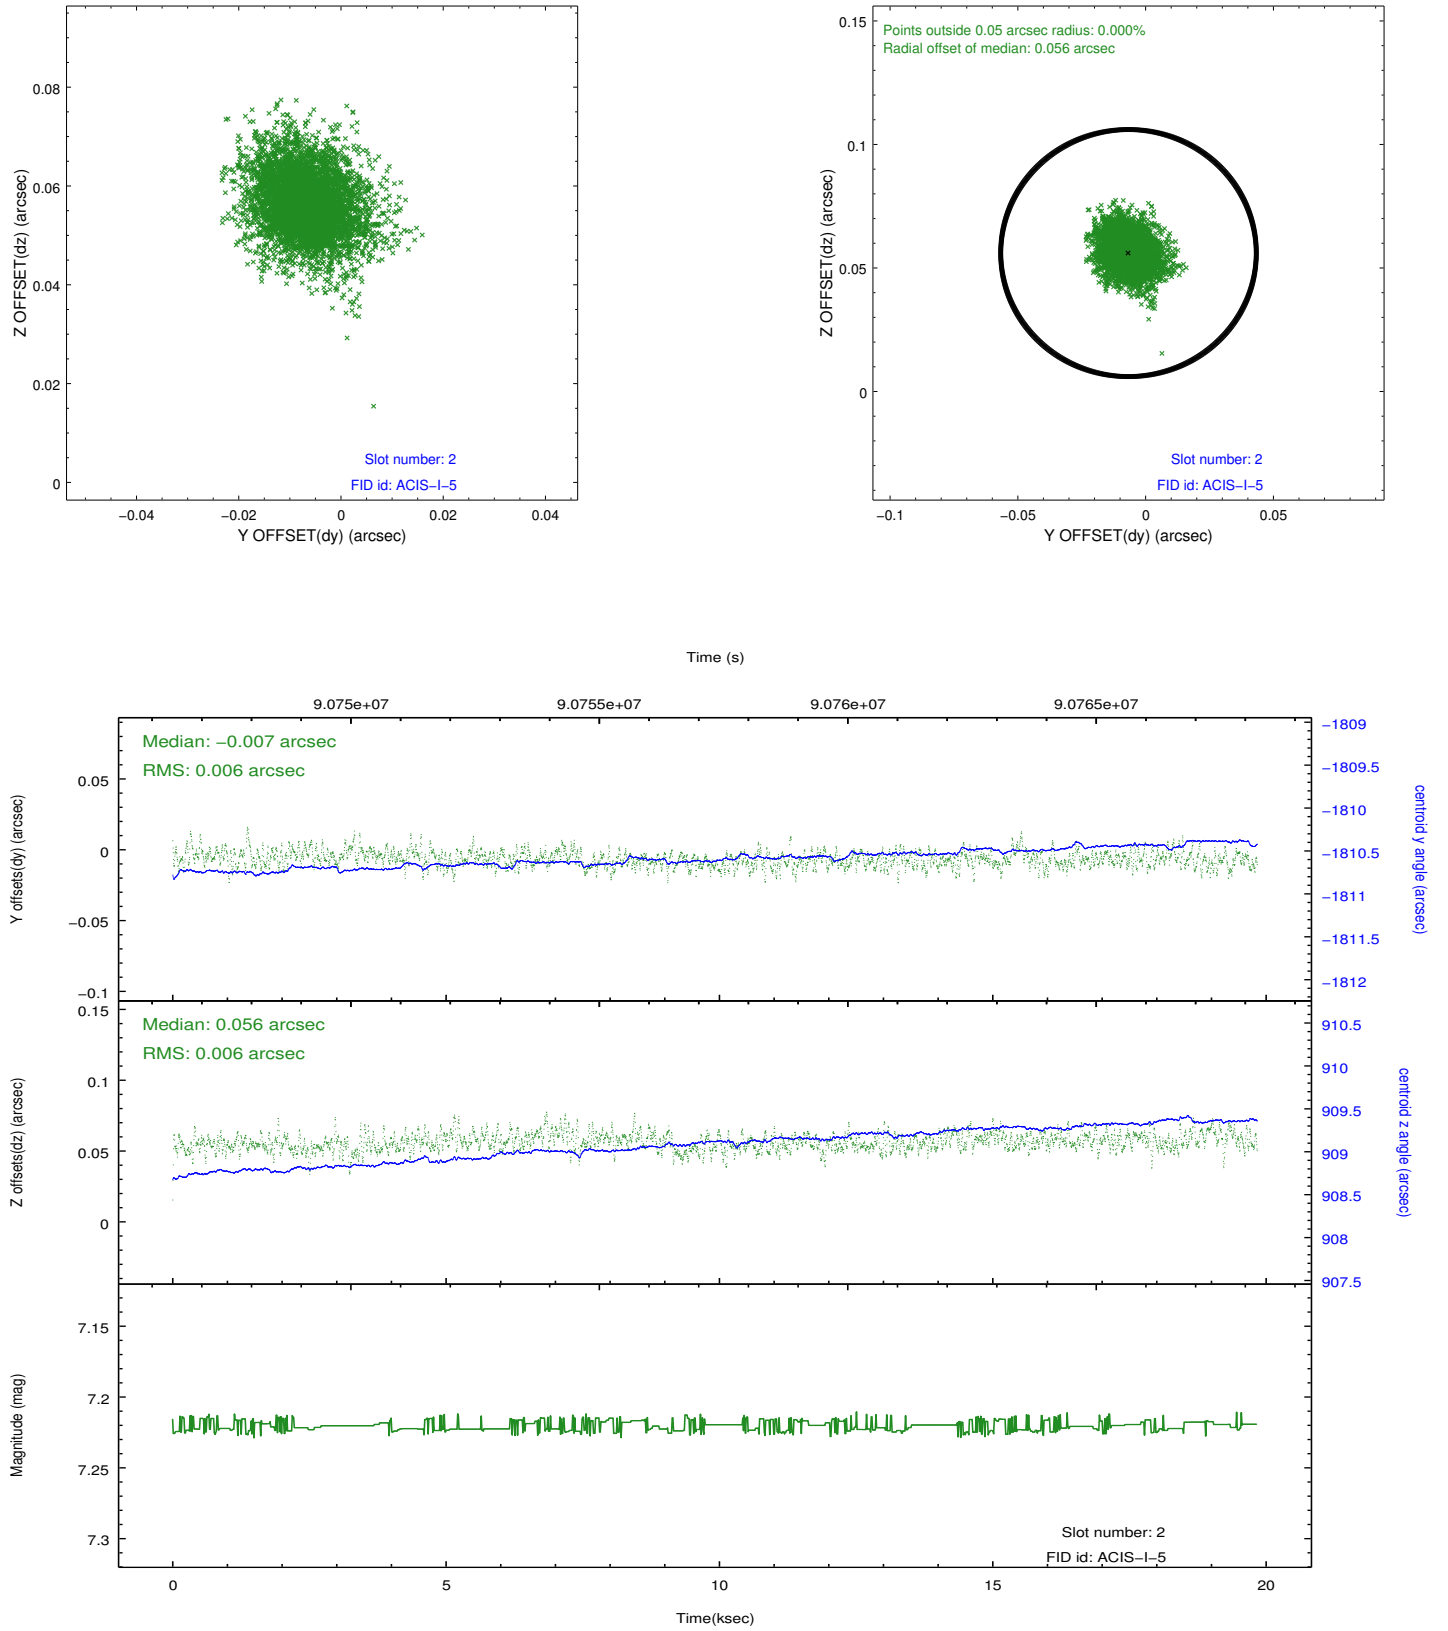 0.08
0.06
0.04
0.02
0
Z OFFSET(dz) (arcsec)
Slot number: 2
FID id: ACIS−I−5
−0.04
−0.02
0
0.02
0.04
Y OFFSET(dy) (arcsec)
Points outside 0.05 arcsec radius: 0.000%
Radial offset of median: 0.056 arcsec
0.15
0.1
0.05
0
Z OFFSET(dz) (arcsec)
Slot number: 2
FID id: ACIS−I−5
−0.1
−0.05
0
0.05
Y OFFSET(dy) (arcsec)
Time (s)
9.075e+07
9.0755e+07
9.076e+07
9.0765e+07
Median: −0.007 arcsec
RMS: 0.006 arcsec
0.05
0
−0.05
−0.1
Y offsets(dy) (arcsec)
−1809
−1809.5
−1810
−1810.5
−1811
−1811.5
−1812
centroid y angle (arcsec)
Median: 0.056 arcsec
RMS: 0.006 arcsec
0.15
0.1
0.05
0
Z offsets(dz) (arcsec)
910.5
910
909.5
909
908.5
908
907.5
centroid z angle (arcsec)
7.15
7.2
7.25
7.3
Magnitude (mag)
Slot number: 2
FID id: ACIS−I−5
0
5
10
15
20
Time(ksec)